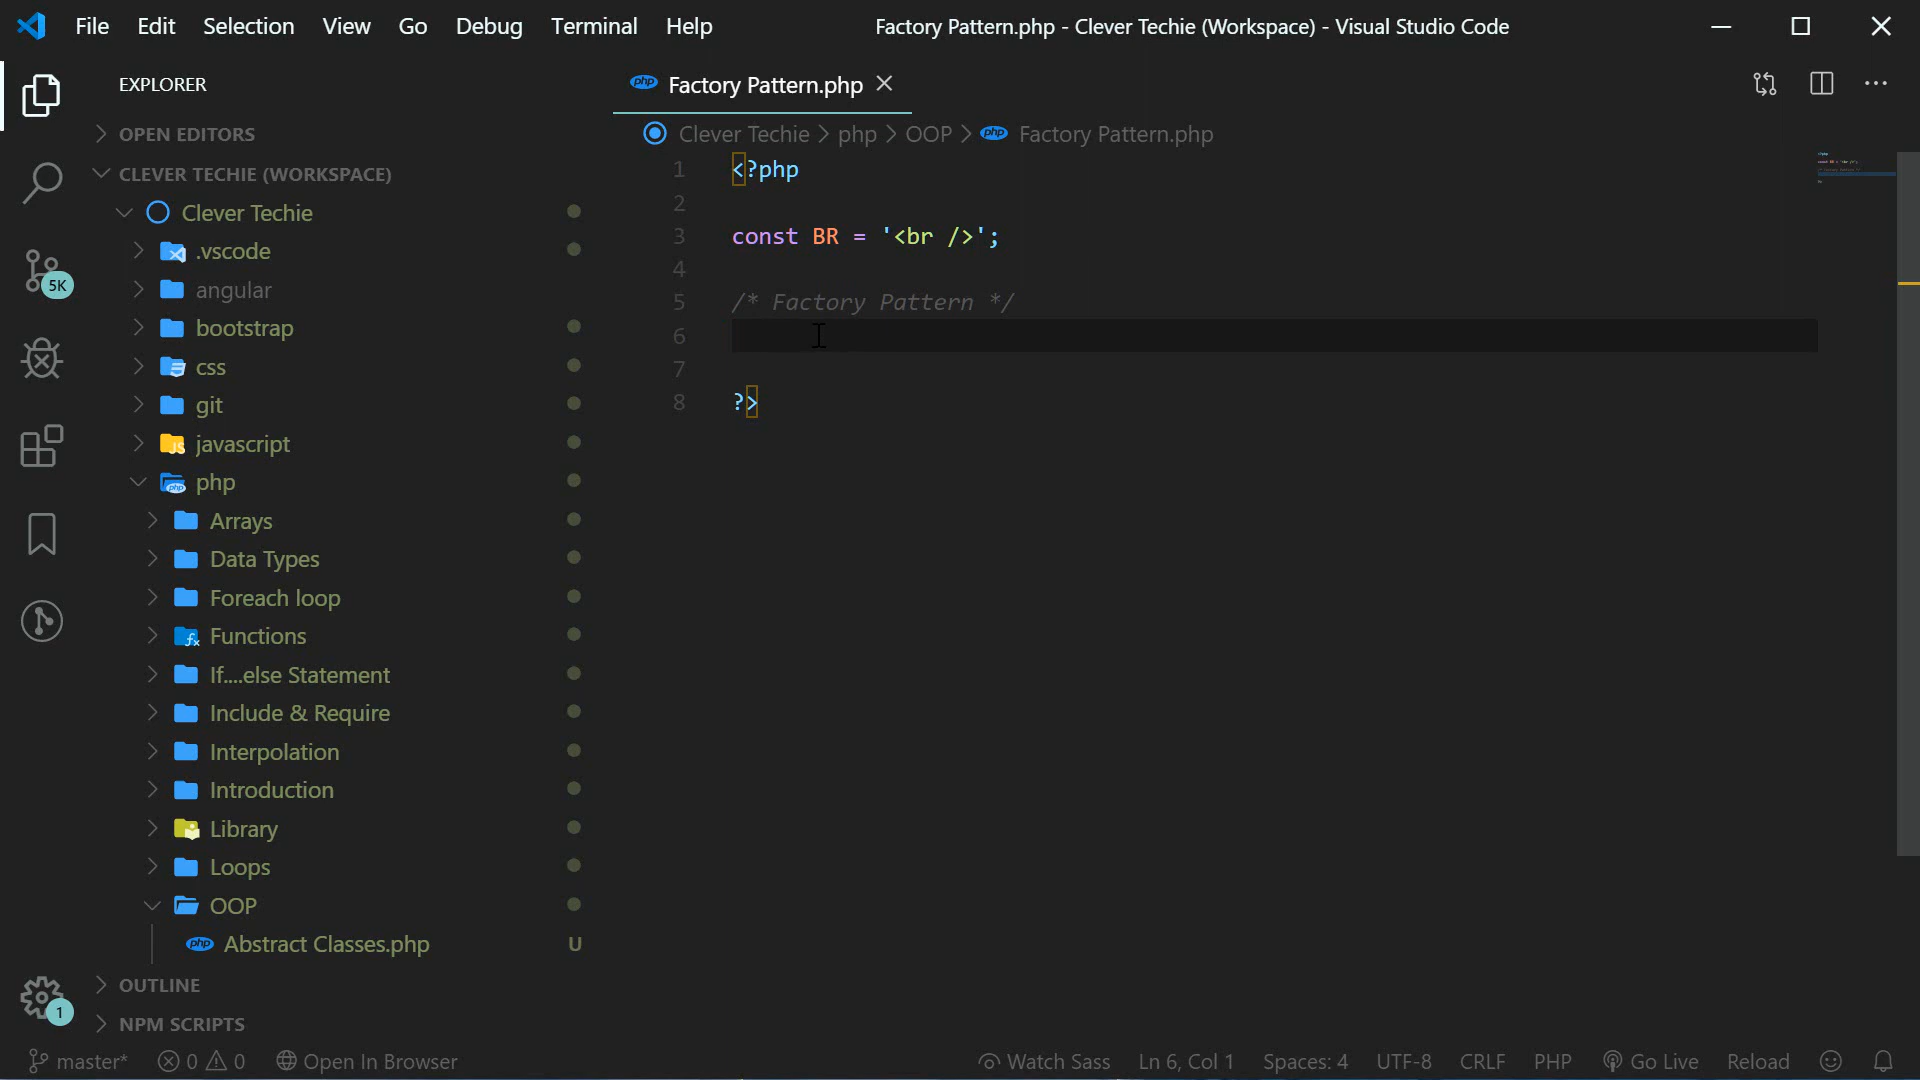 File Edit Selection View Go Debug Terminal Help Factory Pattern.php - Clever Techie (Workspace) - Visual Studio Code
EXPLORER
OPEN EDITORS
CLEVER TECHIE (WORKSPACE)
Clever Techie
.vscode
angular
bootstrap
css
git
javascript
php
Arrays
Data Types
Foreach loop
Functions
If....else Statement
Include & Require
Interpolation
Introduction
Library
Loops
OOP
Abstract Classes.php U
OUTLINE
NPM SCRIPTS
5K
1
Factory Pattern.php
Clever Techie > php > OOP > Factory Pattern.php
1 <?php
2
3 const BR = '<br />';
4
5 /* Factory Pattern */
6
7
8 ?>
master* 0 0 Open In Browser Watch Sass Ln 6, Col 1 Spaces: 4 UTF-8 CRLF PHP Go Live Reload